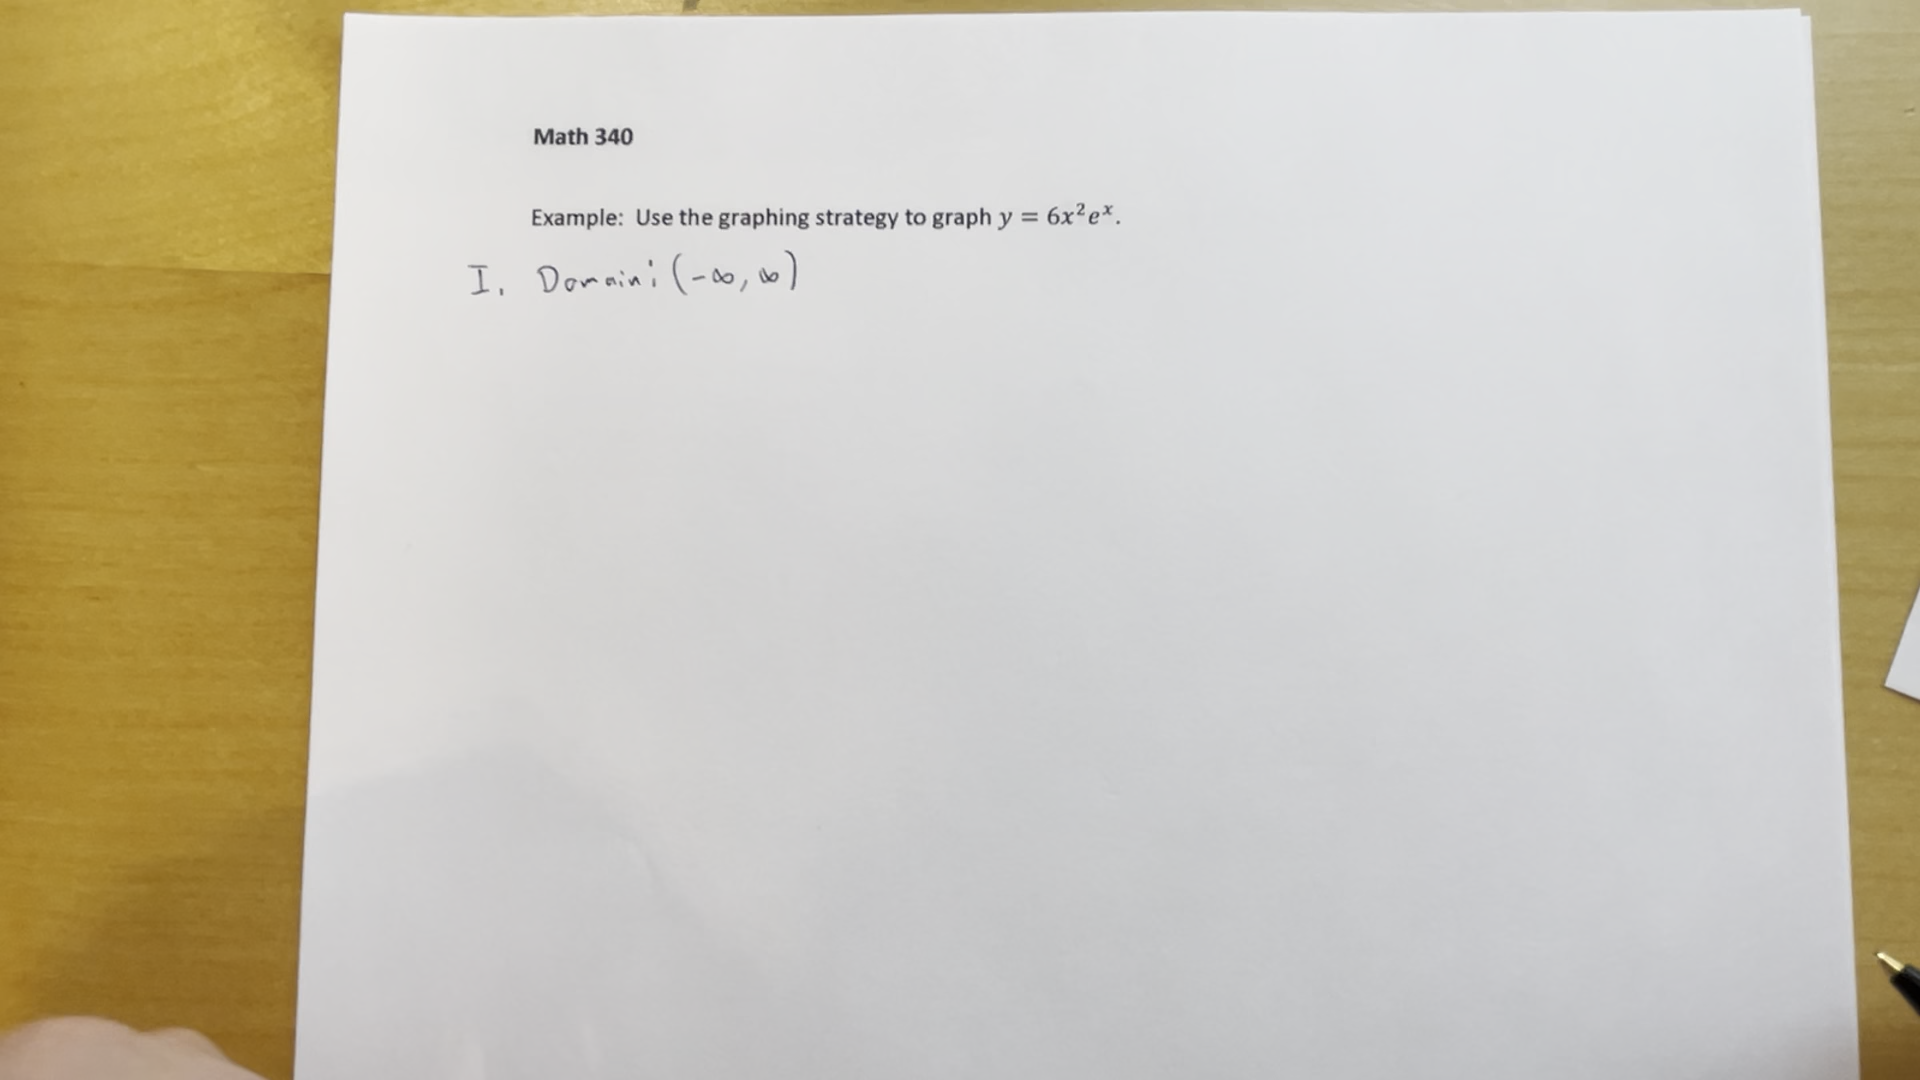 Math 340
Example: Use the graphing strategy to graph y = 6x²eˣ.
I. Domain: (-∞, ∞)